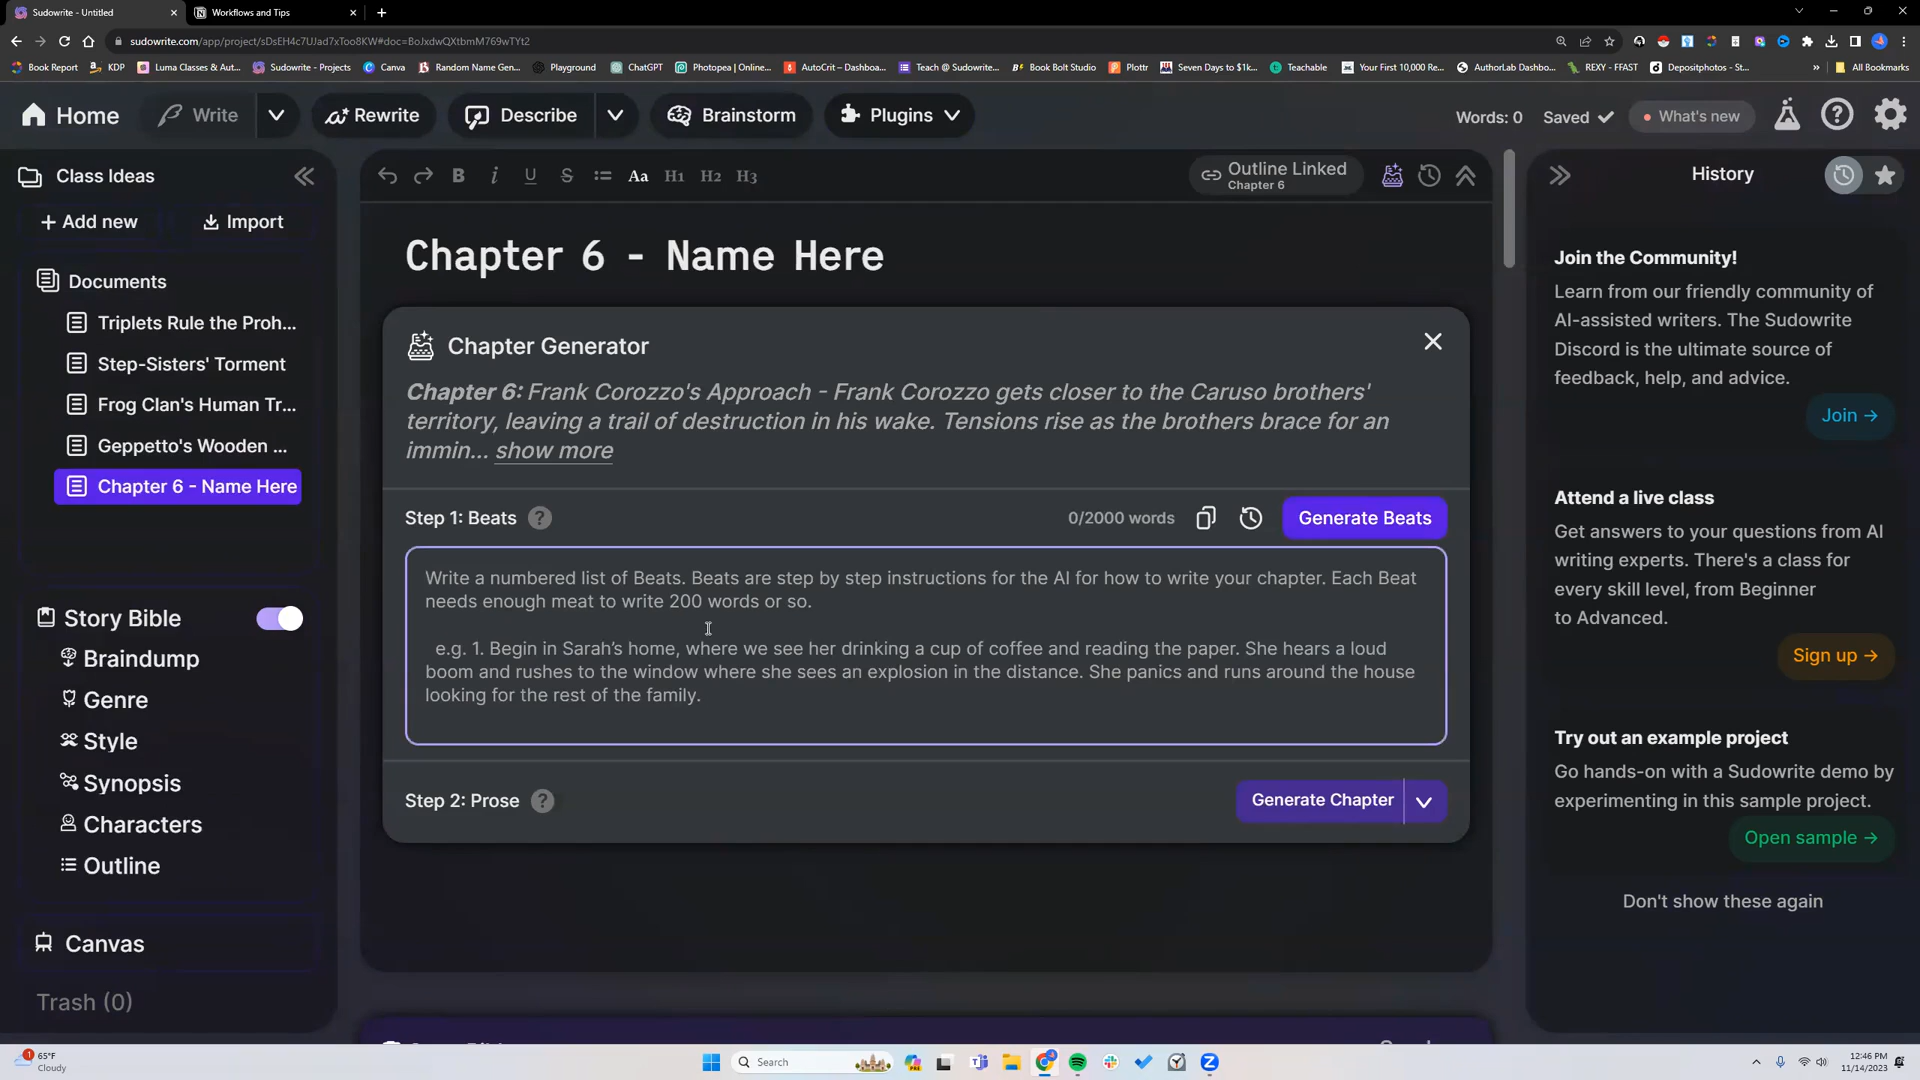 Sudowrite - Untitled
Workflows and Tips
sudowrite.com/app/project/sDsEH4c7UJad7xToo8KW#doc=BoJxdwQXtbmM769wTYt2
Book Report
KDP
Luma Classes & Aut...
Sudowrite - Projects
Canva
Random Name Gen...
Playground
ChatGPT
Photopea | Online...
AutoCrit – Dashboa...
Teach @ Sudowrite...
Book Bolt Studio
Plottr
Seven Days to $1k...
Teachable
Your First 10,000 Re...
AuthorLab Dashbo...
REXY - FFAST
Depositphotos - St...
All Bookmarks
Home
Write
Rewrite
Describe
Brainstorm
Plugins
Words: 0
Saved
What's new
Class Ideas
Add new
Import
Documents
Triplets Rule the Proh...
Step-Sisters' Torment
Frog Clan's Human Tr...
Geppetto's Wooden ...
Chapter 6 - Name Here
Story Bible
Braindump
Genre
Style
Synopsis
Characters
Outline
Canvas
Trash (0)
B i U S Aa H1 H2 H3
Outline Linked
Chapter 6
Chapter 6 - Name Here
Chapter Generator
Chapter 6: Frank Corozzo's Approach - Frank Corozzo gets closer to the Caruso brothers'
territory, leaving a trail of destruction in his wake. Tensions rise as the brothers brace for an
immin... show more
Step 1: Beats
0/2000 words
Generate Beats
Write a numbered list of Beats. Beats are step by step instructions for the AI for how to write your chapter. Each Beat
needs enough meat to write 200 words or so.
e.g. 1. Begin in Sarah's home, where we see her drinking a cup of coffee and reading the paper. She hears a loud
boom and rushes to the window where she sees an explosion in the distance. She panics and runs around the house
looking for the rest of the family.
Step 2: Prose
Generate Chapter
History
Join the Community!
Learn from our friendly community of
AI-assisted writers. The Sudowrite
Discord is the ultimate source of
feedback, help, and advice.
Join →
Attend a live class
Get answers to your questions from AI
writing experts. There's a class for
every skill level, from Beginner
to Advanced.
Sign up →
Try out an example project
Go hands-on with a Sudowrite demo by
experimenting in this sample project.
Open sample →
Don't show these again
65°F
Cloudy
Search
12:46 PM
11/14/2023